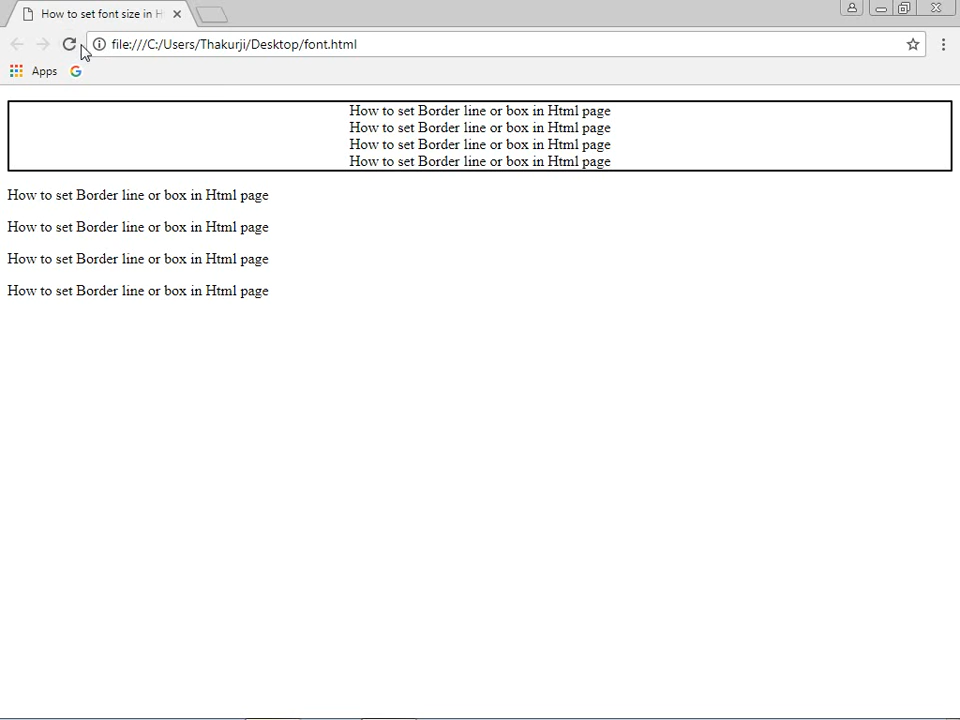 How to set font size in H
file:///C:/Users/Thakurji/Desktop/font.html
Apps
How to set Border line or box in Html page
How to set Border line or box in Html page
How to set Border line or box in Html page
How to set Border line or box in Html page
How to set Border line or box in Html page
How to set Border line or box in Html page
How to set Border line or box in Html page
How to set Border line or box in Html page